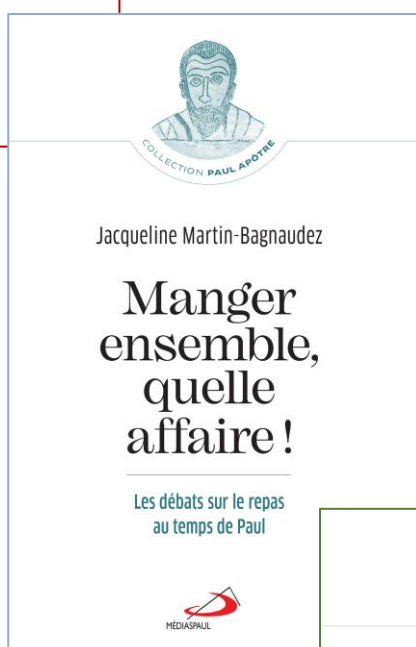 COLLECTION PAUL APÔTRE
Jacqueline Martin-Bagnaudez
Manger
ensemble,
quelle
affaire !
Les débats sur le repas
au temps de Paul
MÉDIASPAUL